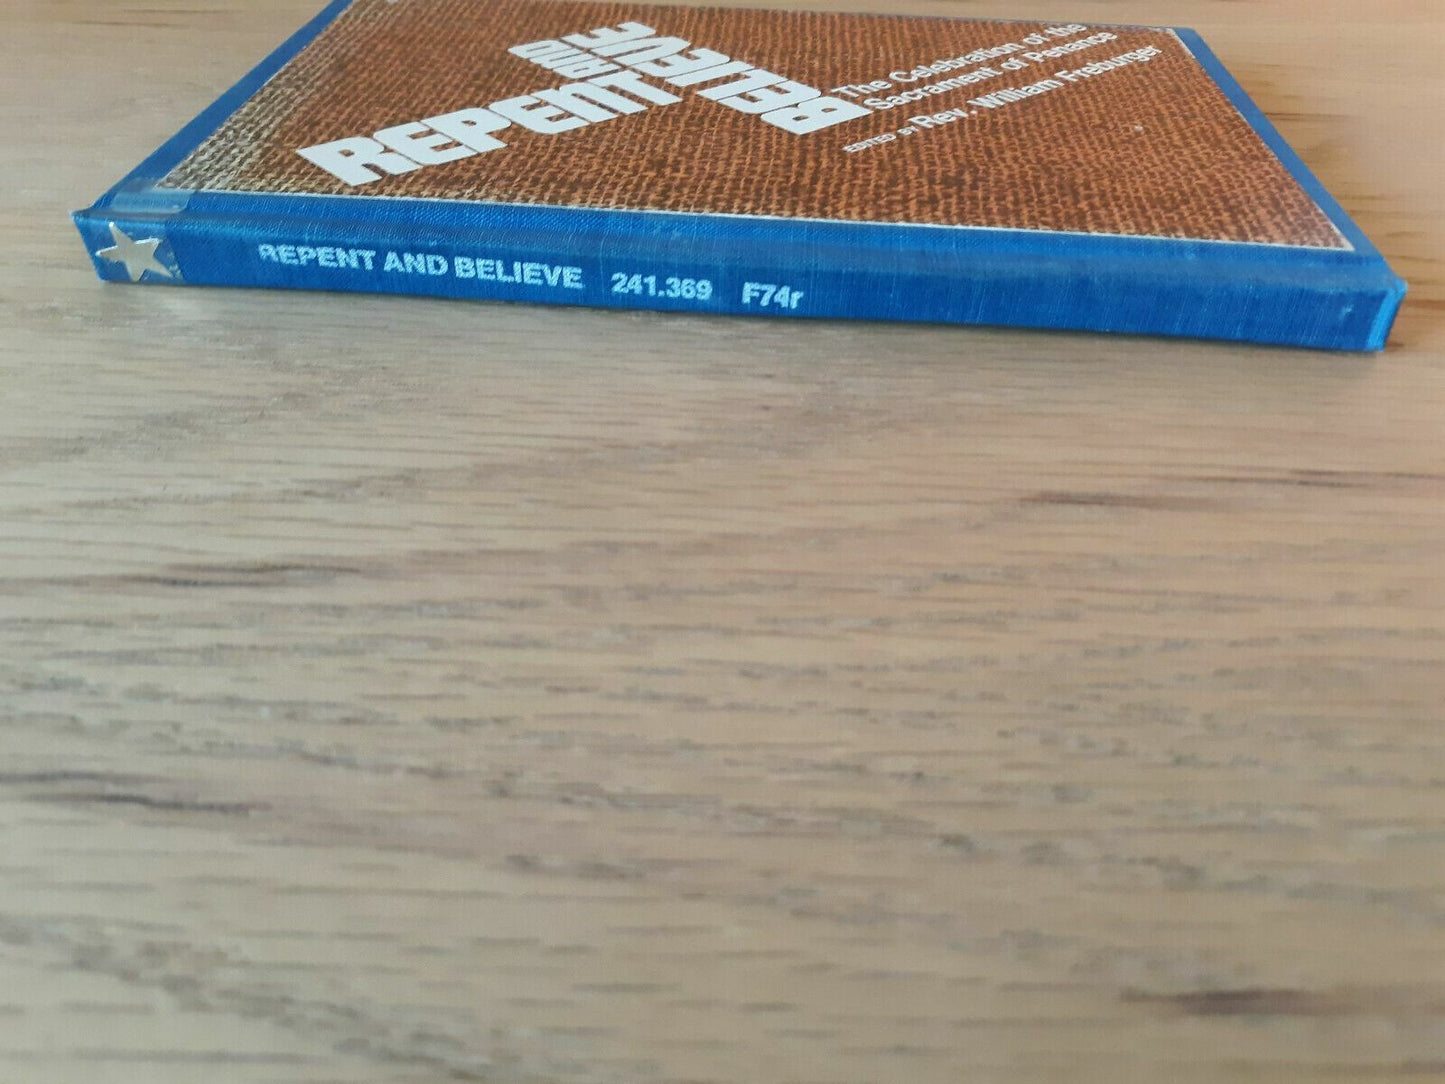 REPENT
AND
BELIEVE
The Celebration of the
Sacrament of Penance
EDITED BY Rev. William Freburger
REPENT AND BELIEVE 241.369 F74r